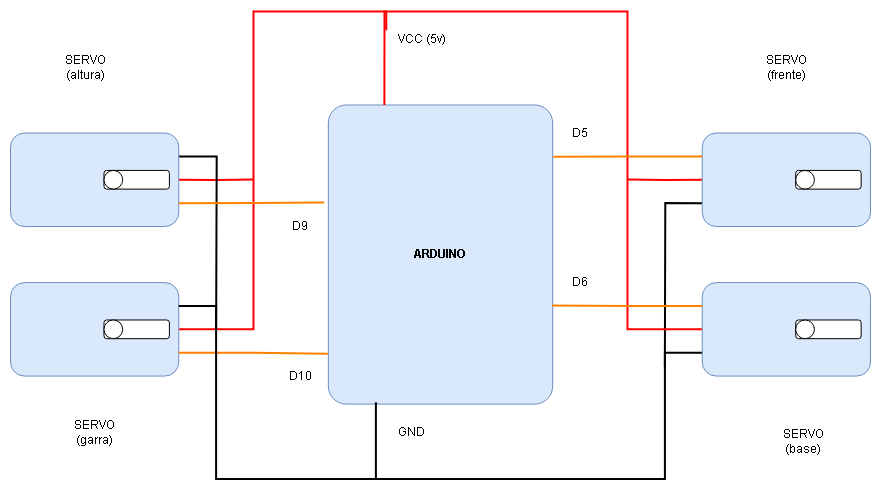 VCC (5v)
SERVO
(altura)
SERVO
(frente)
D5
D9
ARDUINO
D6
D10
SERVO
(garra)
GND
SERVO
(base)